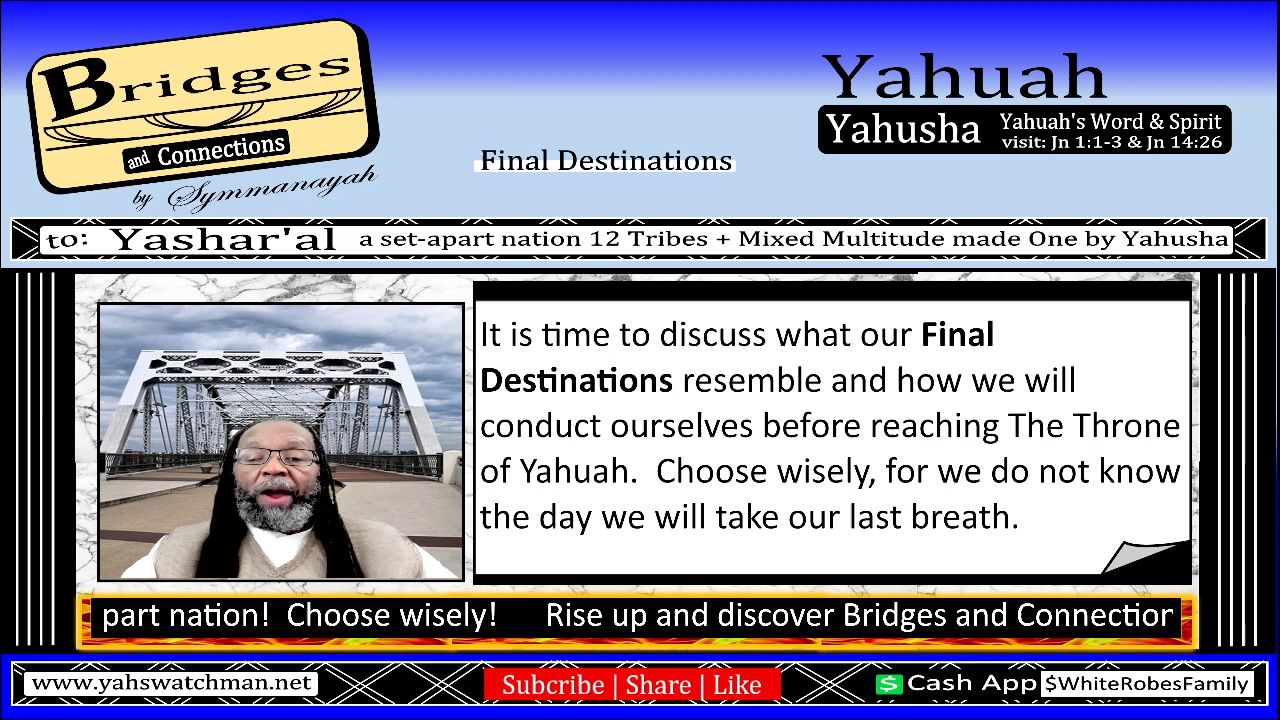 Bridges
and Connections
by Symmanayah
Final Destinations
Yahuah
Yahusha
Yahuah's Word & Spirit
visit: Jn 1:1-3 & Jn 14:26
to: Yashar'al a set-apart nation 12 Tribes + Mixed Multitude made One by Yahusha
It is time to discuss what our Final
Destinations resemble and how we will
conduct ourselves before reaching The Throne
of Yahuah. Choose wisely, for we do not know
the day we will take our last breath.
part nation! Choose wisely! Rise up and discover Bridges and Connection
www.yahswatchman.net
Subcribe | Share | Like
$ Cash App $WhiteRobesFamily